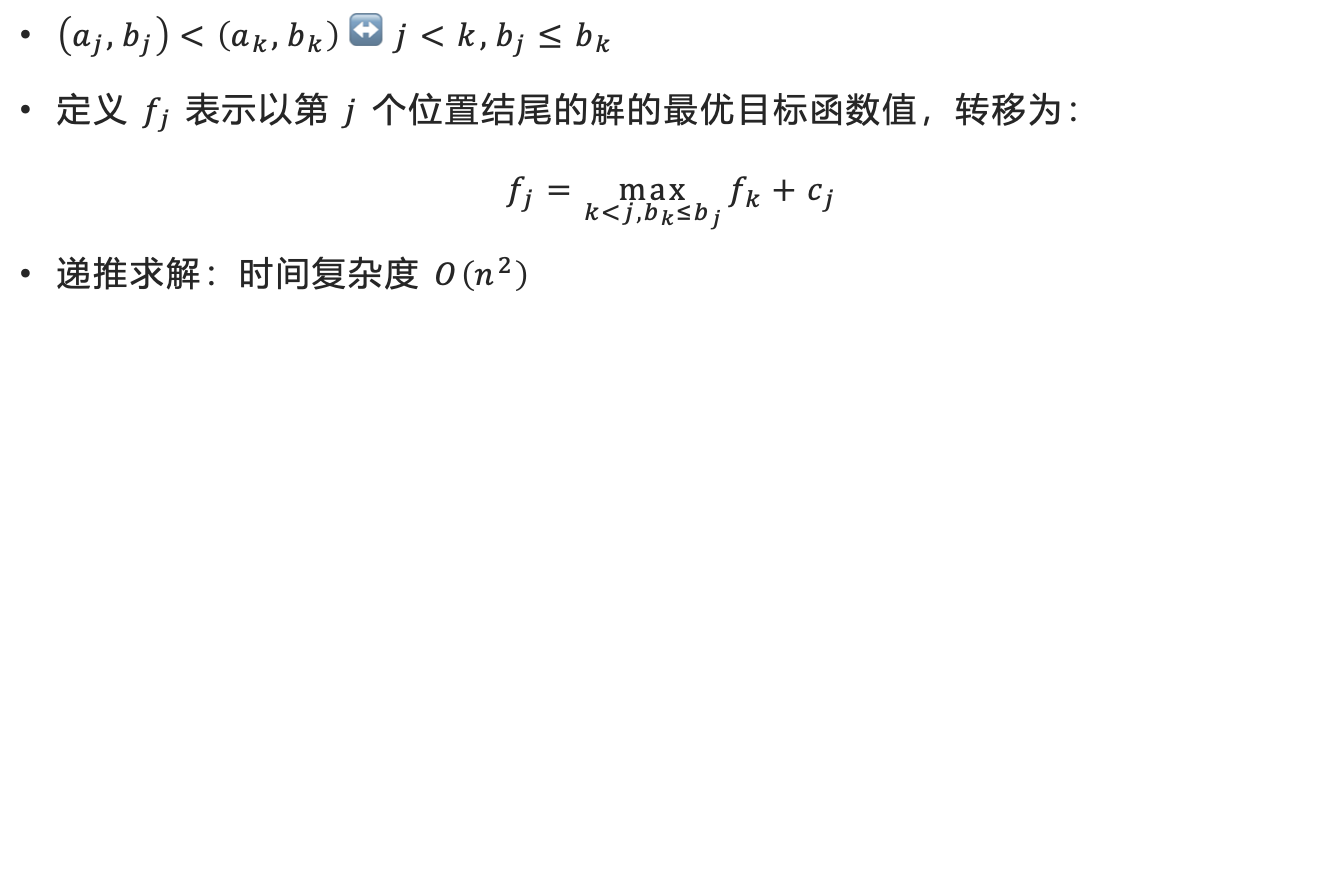 • (a_j, b_j) < (a_k, b_k) ↔️ j < k, b_j ≤ b_k
• 定义 f_j 表示以第 j 个位置结尾的解的最优目标函数值，转移为：
f_j = max_{k<j,b_k≤b_j} f_k + c_j
• 递推求解：时间复杂度 O(n²)